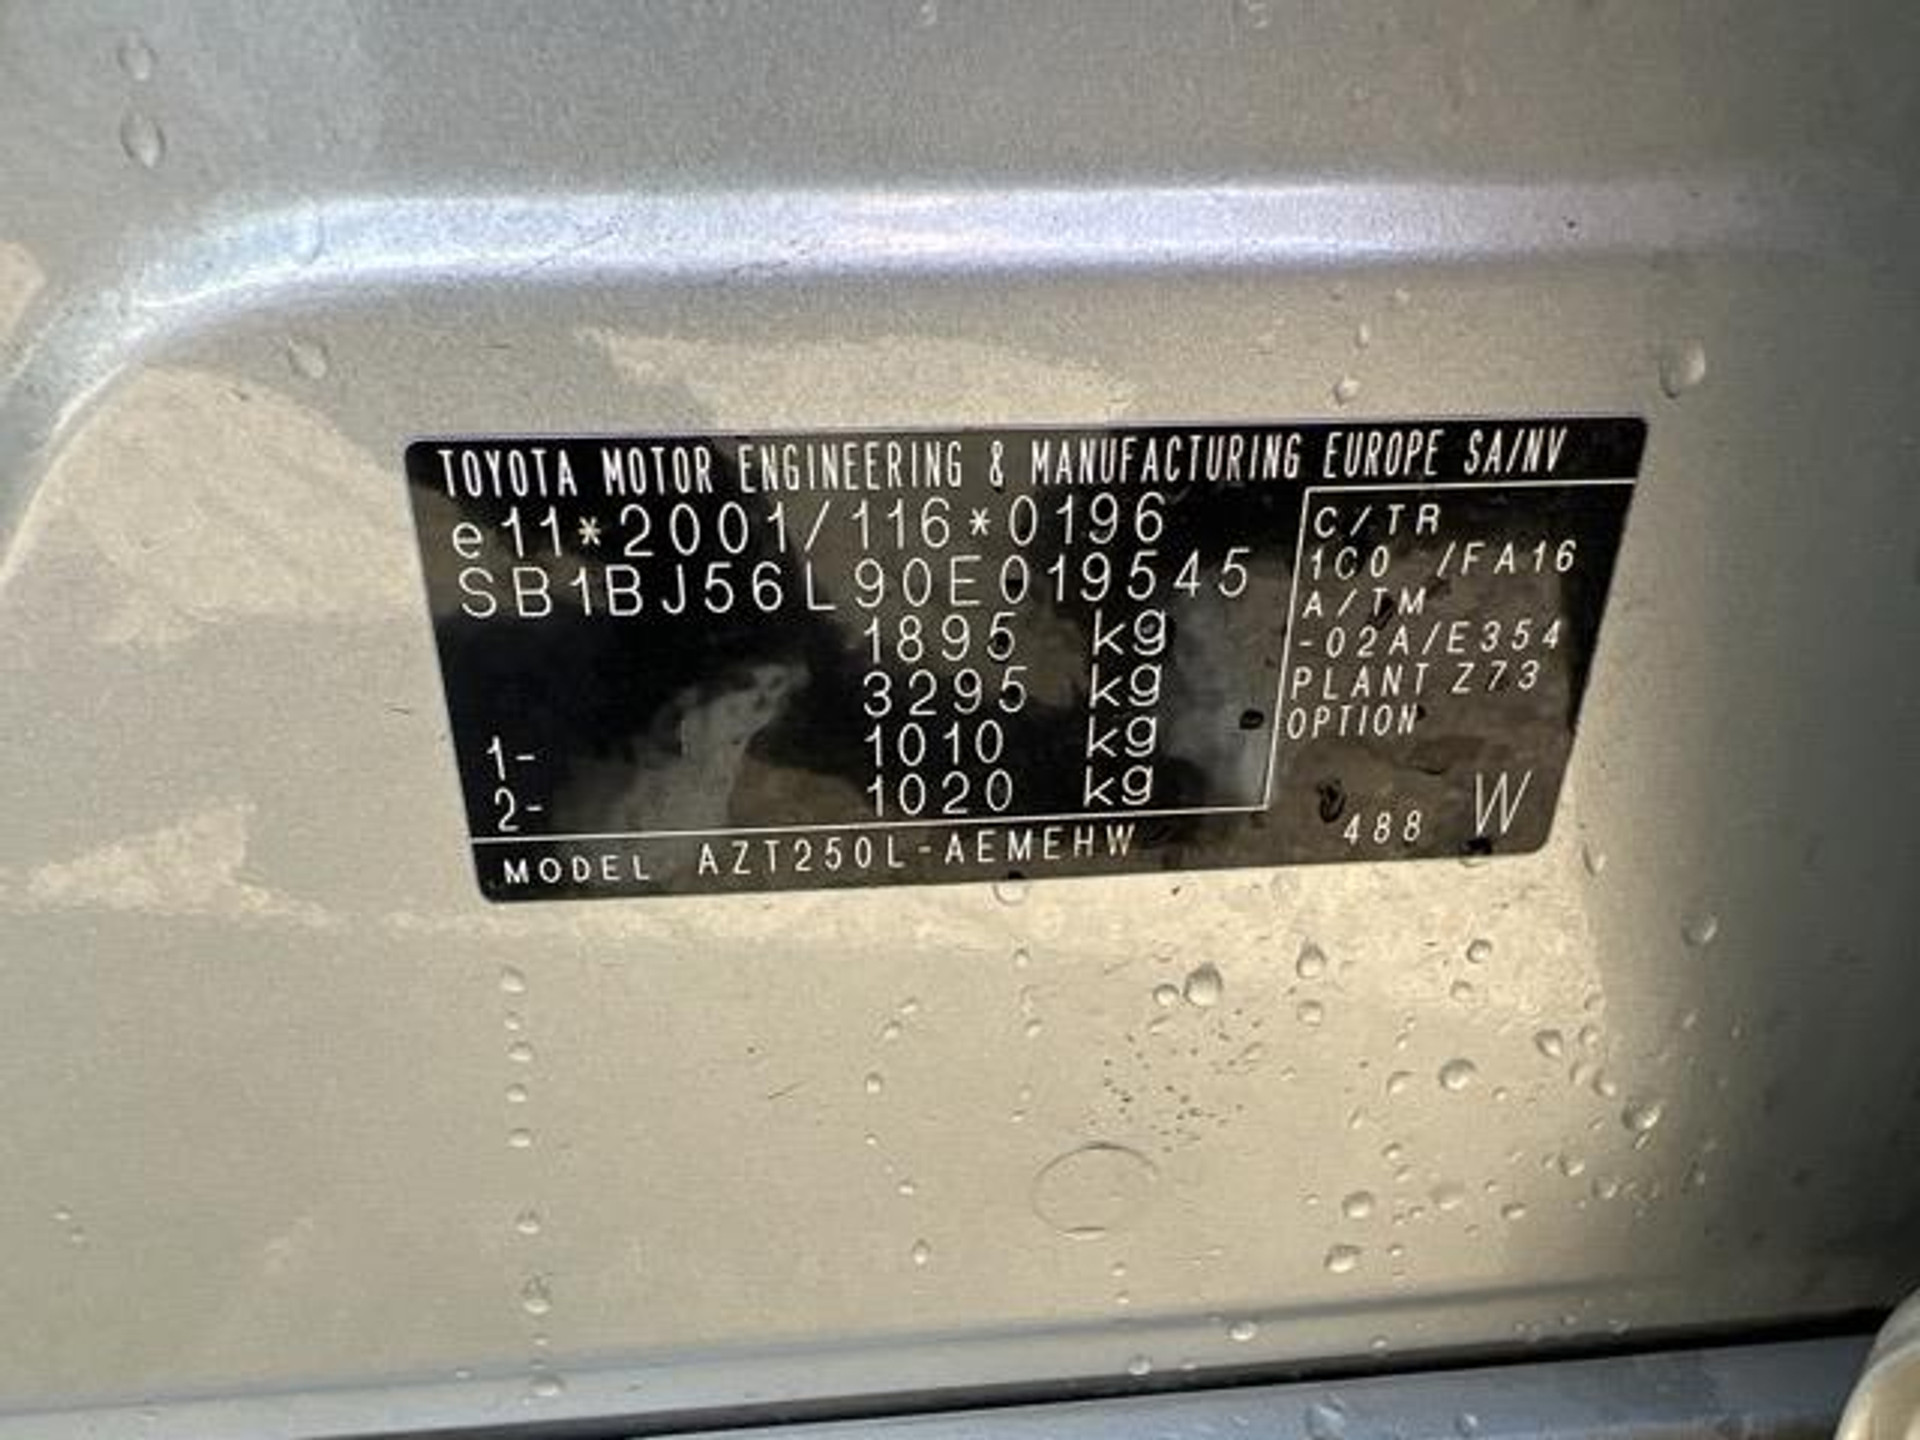 TOYOTA MOTOR ENGINEERING & MANUFACTURING EUROPE SA/NV
e11*2001/116*0196
SB1BJ56L90E019545
1895 kg
3295 kg
1- 1010 kg
2- 1020 kg
C/TR
1C0 /FA16
A/TM
-02A/E354
PLANT Z73
OPTION
488 W
MODEL AZT250L-AEMEHW